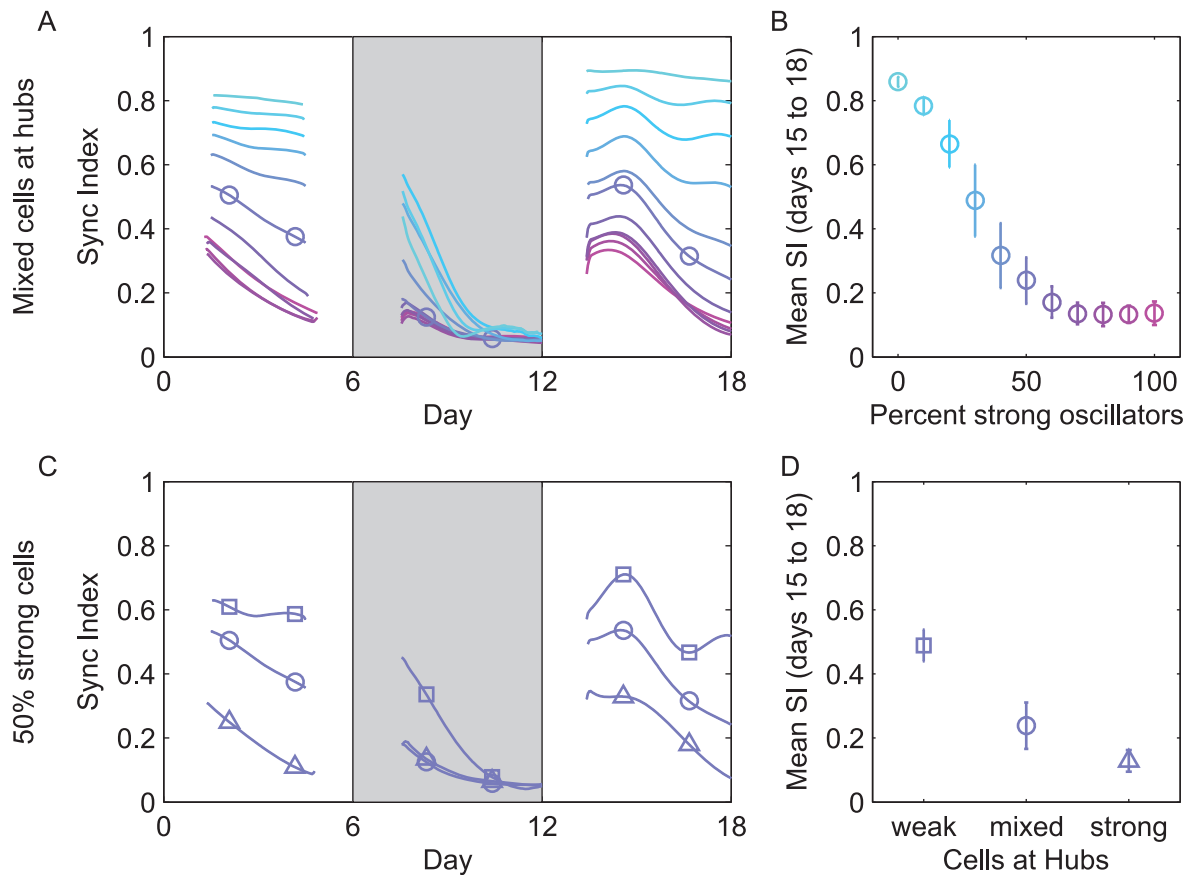 A
Mixed cells at hubs
Sync Index
1
0.8
0.6
0.4
0.2
0
0
6
12
18
Day
B
Mean SI (days 15 to 18)
1
0.8
0.6
0.4
0.2
0
0
50
100
Percent strong oscillators
C
50% strong cells
Sync Index
1
0.8
0.6
0.4
0.2
0
0
6
12
18
Day
D
Mean SI (days 15 to 18)
1
0.8
0.6
0.4
0.2
0
weak
mixed
strong
Cells at Hubs